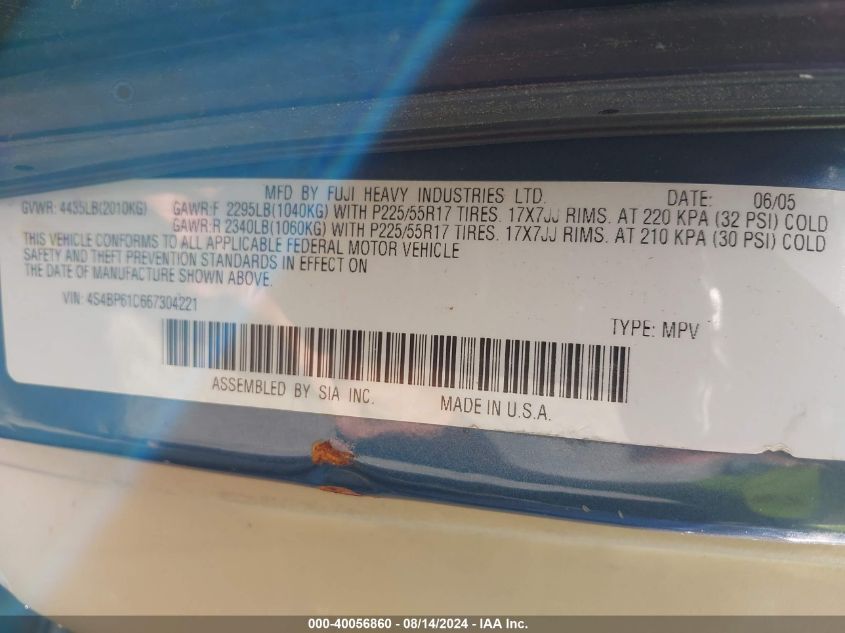 MFD BY FUJI HEAVY INDUSTRIES LTD. DATE: 06/05
GVWR: 4435LB(2010KG) GAWR:F 2295LB(1040KG) WITH P225/55R17 TIRES. 17X7JJ RIMS. AT 220 KPA (32 PSI) COLD
GAWR:R 2340LB(1060KG) WITH P225/55R17 TIRES. 17X7JJ RIMS. AT 210 KPA (30 PSI) COLD
THIS VEHICLE CONFORMS TO ALL APPLICABLE FEDERAL MOTOR VEHICLE
SAFETY AND THEFT PREVENTION STANDARDS IN EFFECT ON
THE DATE OF MANUFACTURE SHOWN ABOVE.
VIN: 4S4BP61C667304221
TYPE: MPV
ASSEMBLED BY SIA INC. MADE IN U.S.A.
000-40056860 - 08/14/2024 - IAA Inc.